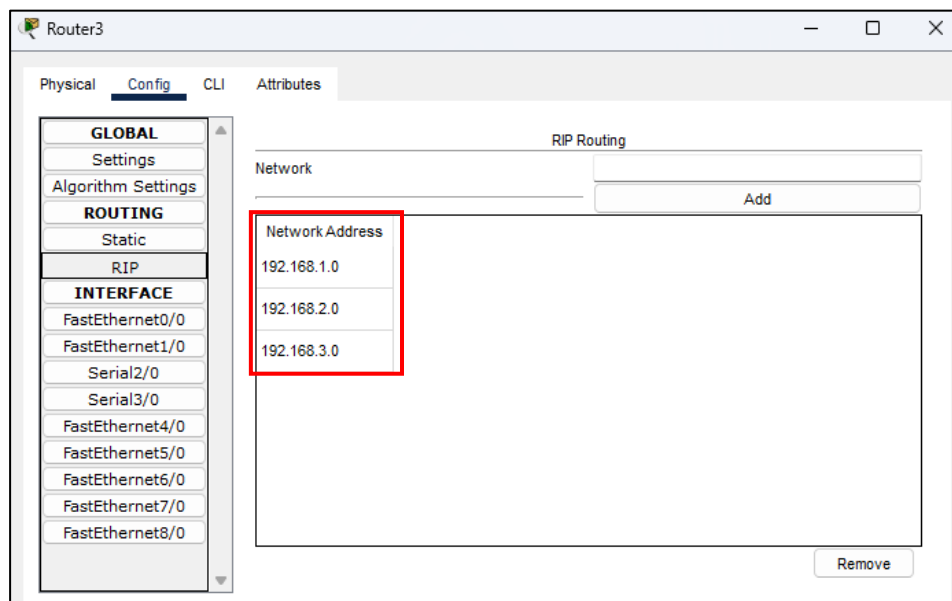 Router3
Physical Config CLI Attributes
GLOBAL
Settings
Algorithm Settings
ROUTING
Static
RIP
INTERFACE
FastEthernet0/0
FastEthernet1/0
Serial2/0
Serial3/0
FastEthernet4/0
FastEthernet5/0
FastEthernet6/0
FastEthernet7/0
FastEthernet8/0
RIP Routing
Network
Add
Network Address
192.168.1.0
192.168.2.0
192.168.3.0
Remove